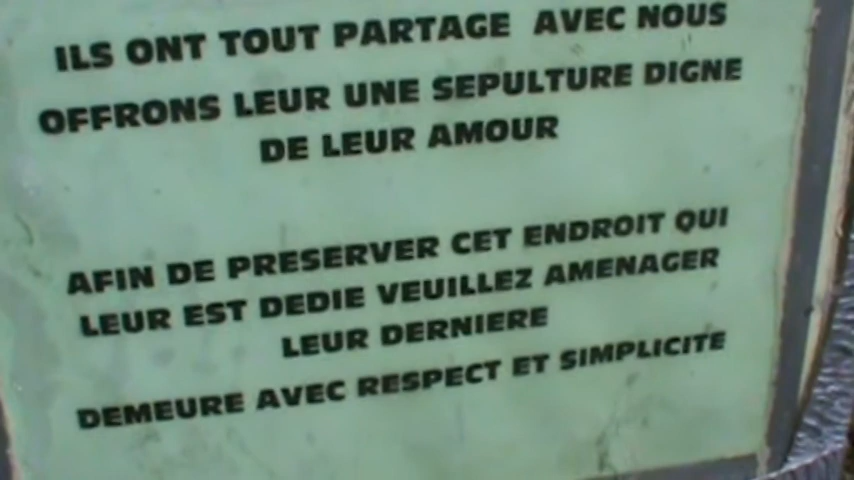 ILS ONT TOUT PARTAGE AVEC NOUS
OFFRONS LEUR UNE SEPULTURE DIGNE
DE LEUR AMOUR
AFIN DE PRESERVER CET ENDROIT QUI
LEUR EST DEDIE VEUILLEZ AMENAGER
LEUR DERNIERE
DEMEURE AVEC RESPECT ET SIMPLICITE